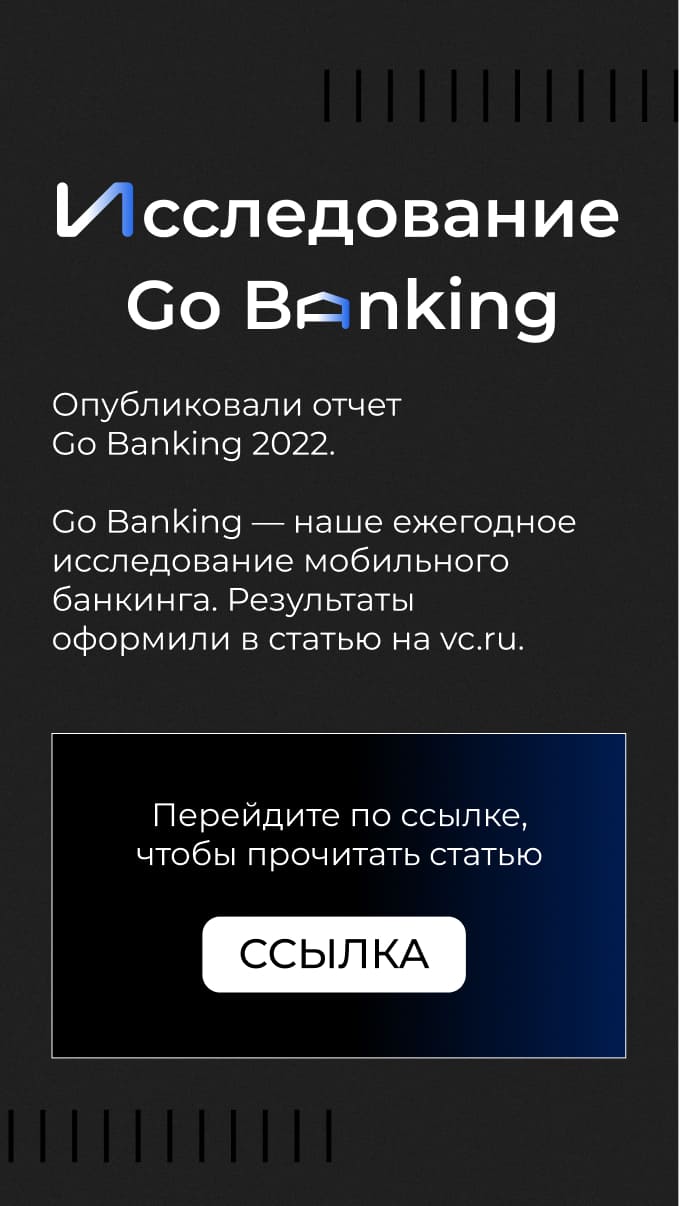 Исследование
Go Banking
Опубликовали отчет
Go Banking 2022.
Go Banking — наше ежегодное
исследование мобильного
банкинга. Результаты
оформили в статью на vc.ru.
Перейдите по ссылке,
чтобы прочитать статью
ССЫЛКА